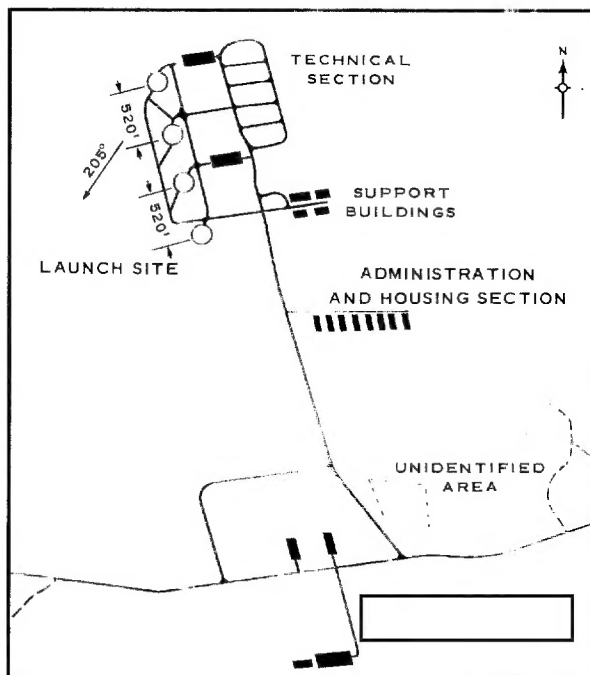 N
TECHNICAL
SECTION
520'
205°
520'
SUPPORT
BUILDINGS
LAUNCH SITE
ADMINISTRATION
AND HOUSING SECTION
UNIDENTIFIED
AREA